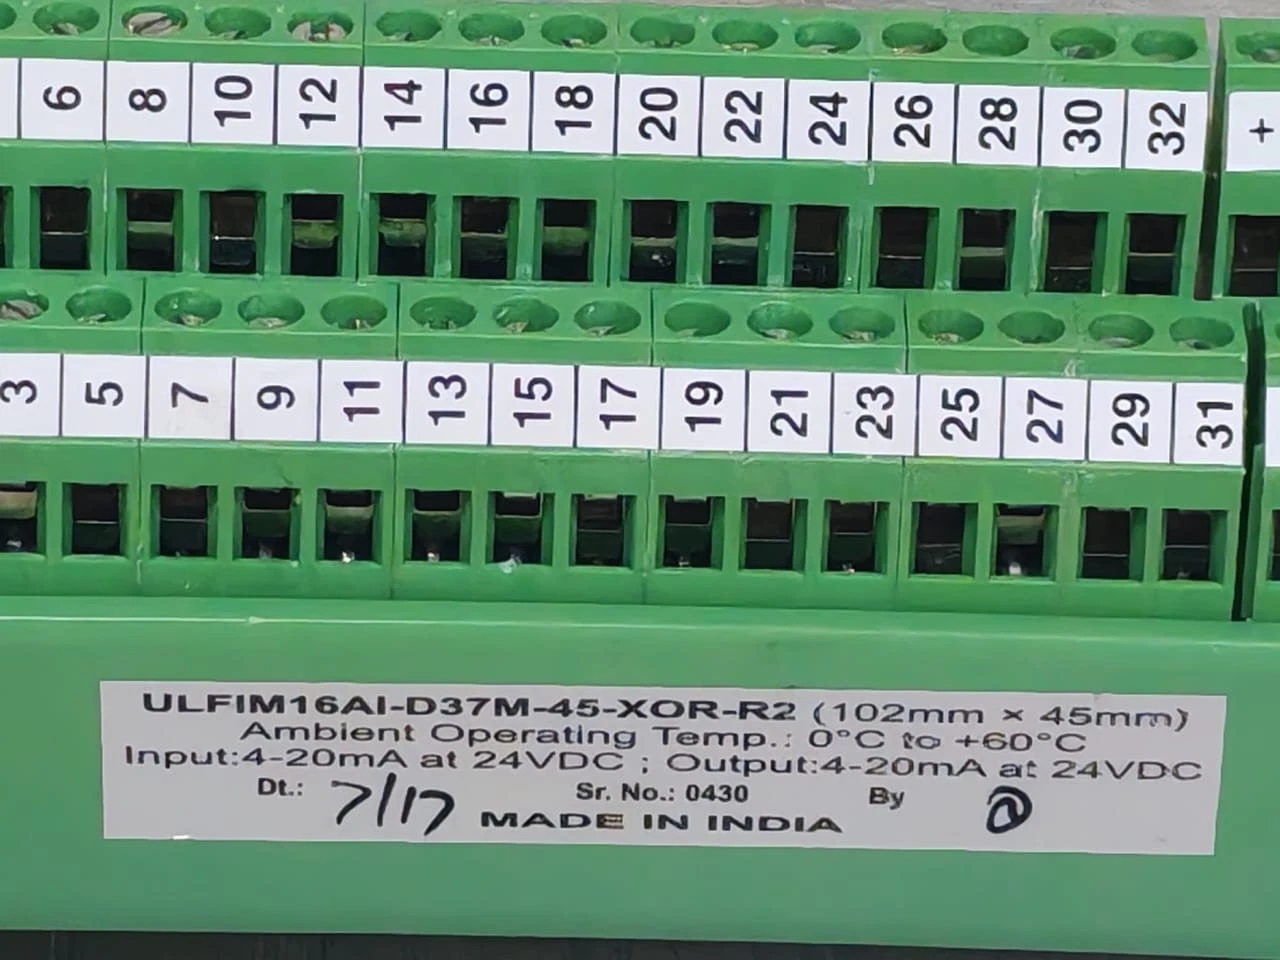 6 8 10 12 14 16 18 20 22 24 26 28 30 32 +
3 5 7 9 11 13 15 17 19 21 23 25 27 29 31
ULFIM16AI-D37M-45-XOR-R2 (102mm × 45mm)
Ambient Operating Temp.: 0°C to +60°C
Input:4-20mA at 24VDC ; Output:4-20mA at 24VDC
Dt.: 7/17 Sr. No.: 0430 By
MADE IN INDIA